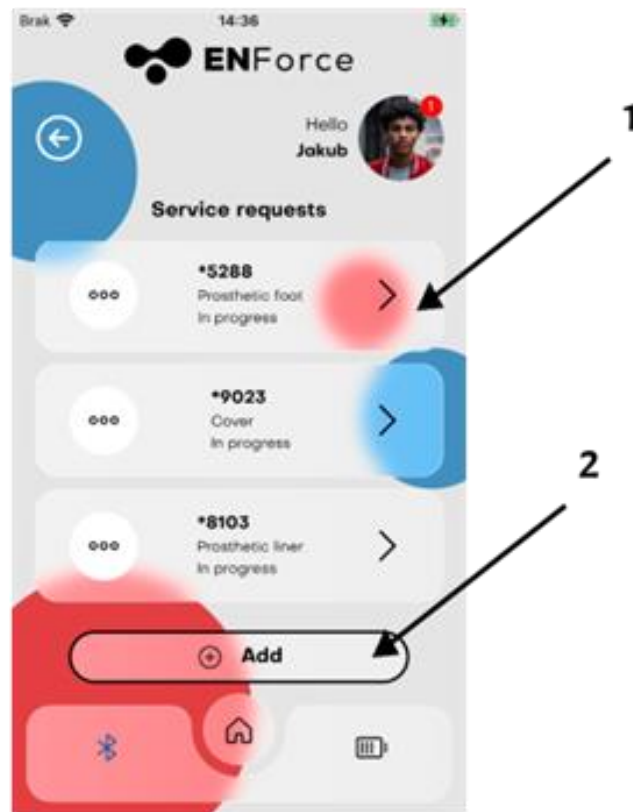 Brak 14:36
ENForce
1
Hello
Jakub
Service requests
*5288
Prosthetic foot
In progress
*9023
Cover
In progress
2
*8103
Prosthetic liner
In progress
Add